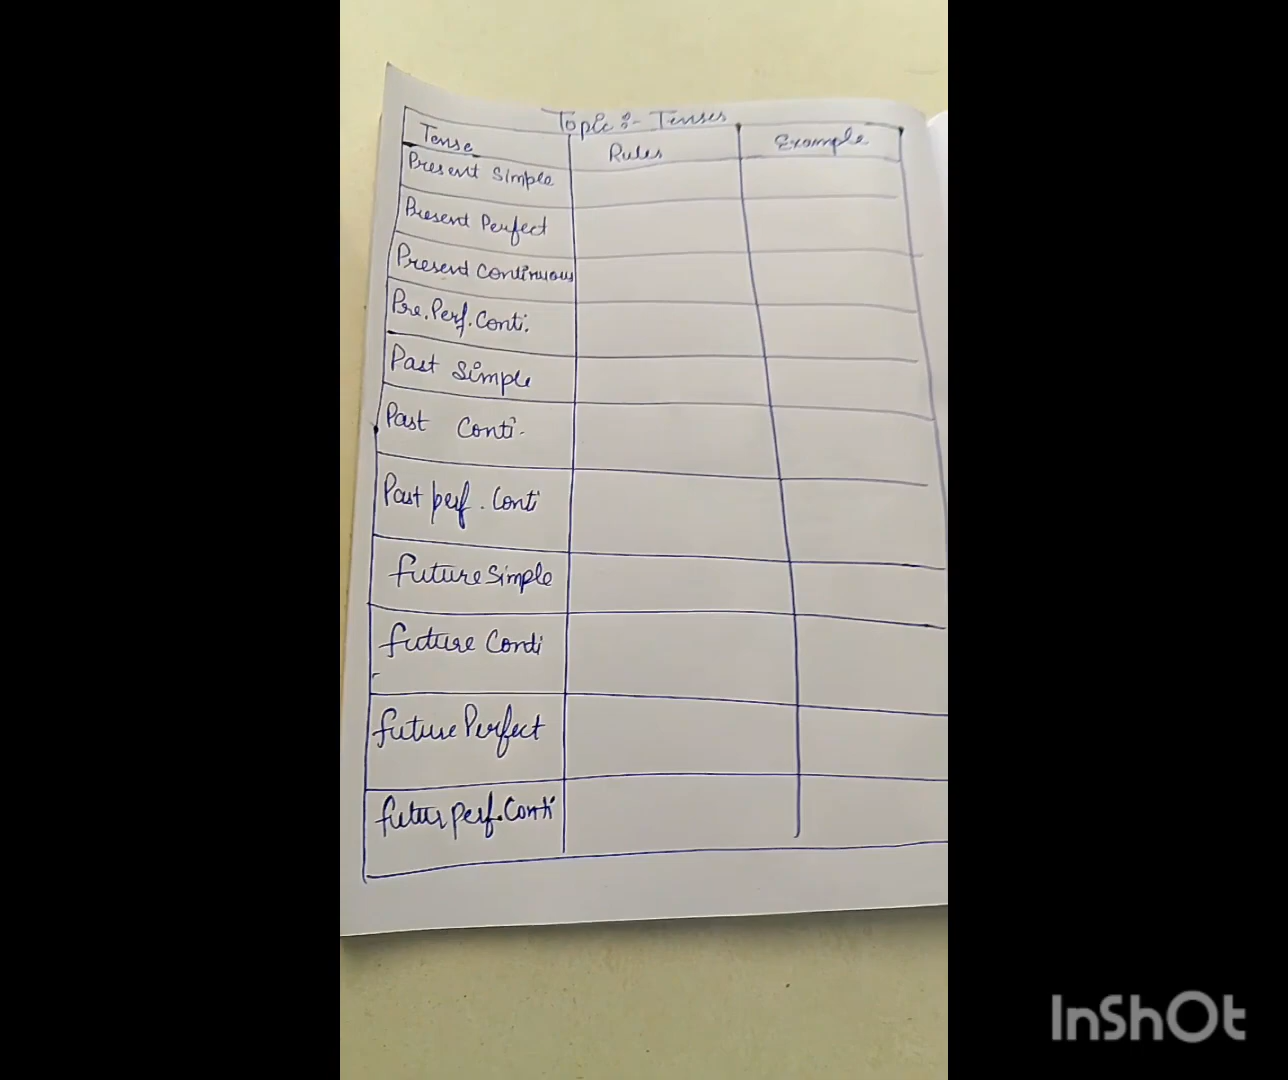 Topic :- Tenses
Tense Rules Example
Present Simple
Present Perfect
Present Continuous
Pre. Perf. Conti.
Past Simple
Past Conti.
Past perf. Conti
future Simple
future Conti
future Perfect
futur perf. Conti
InShOt